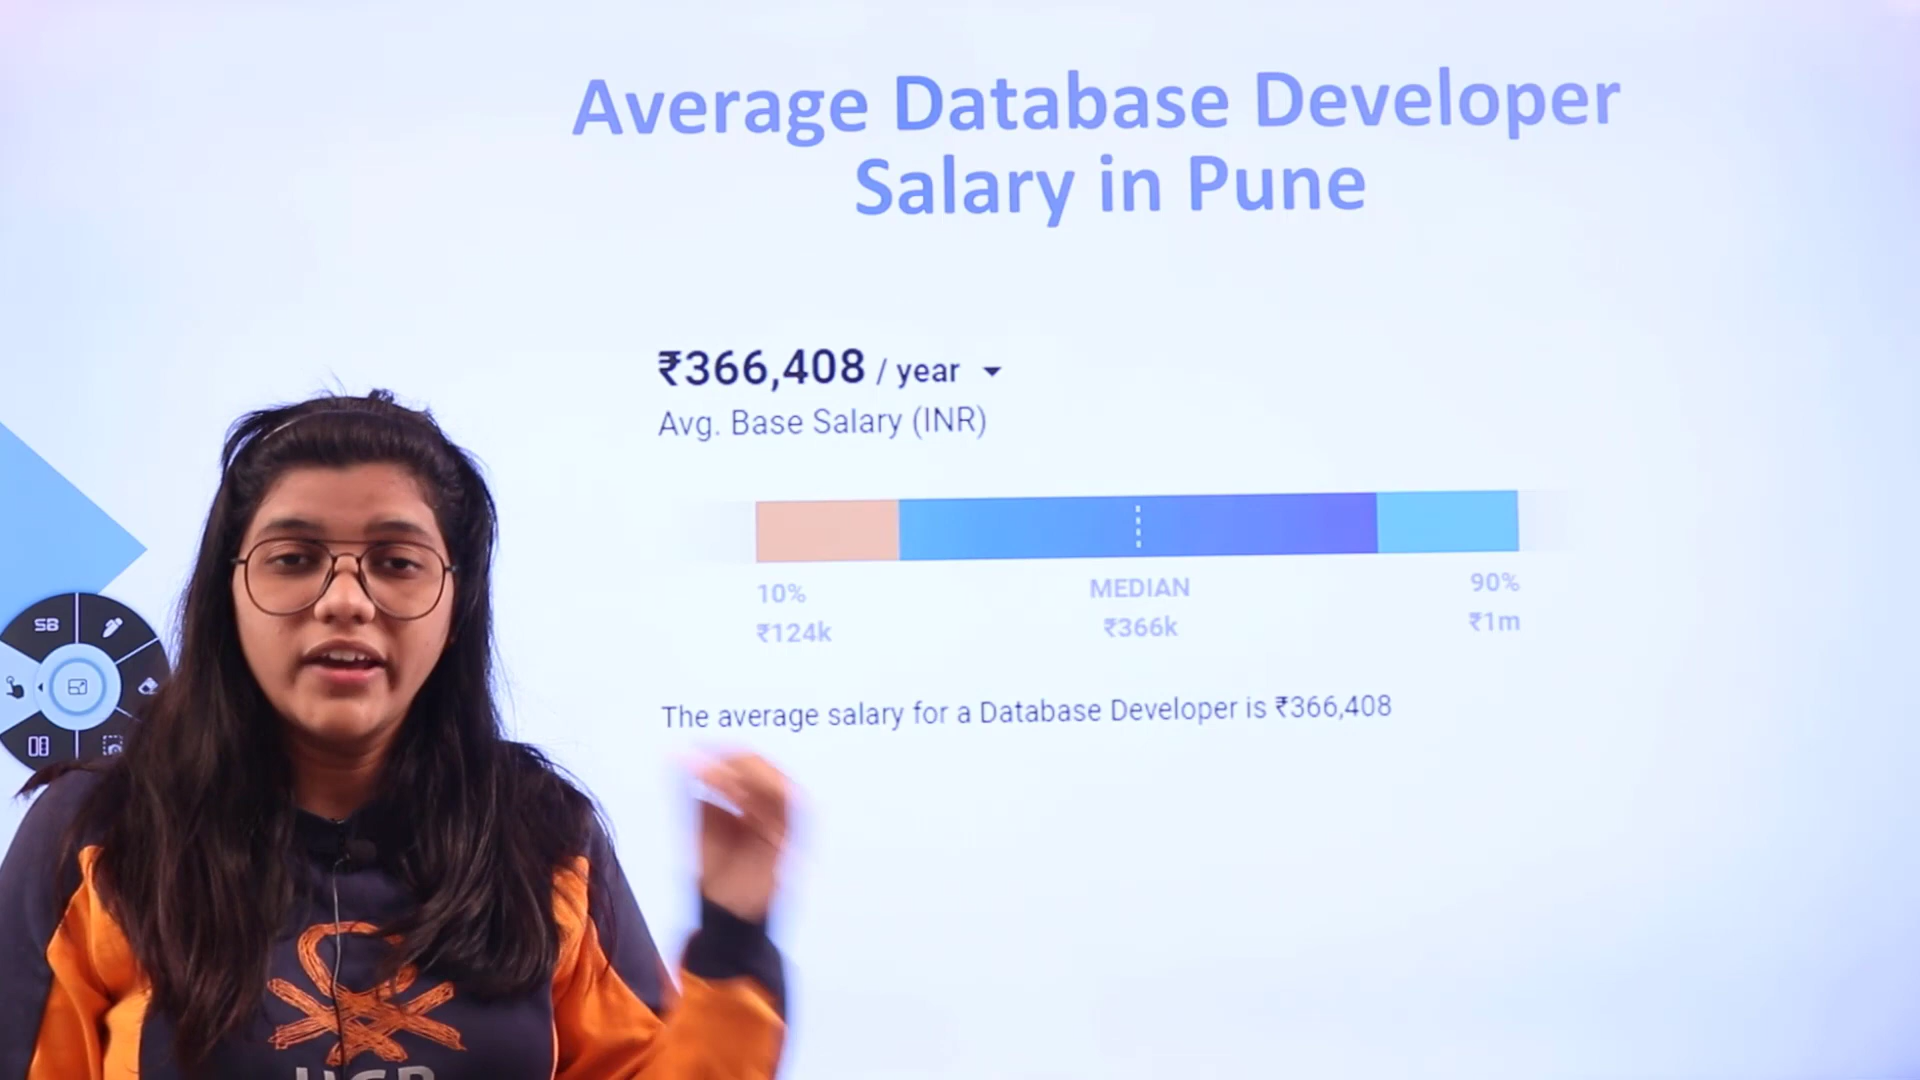 Average Database Developer
Salary in Pune
₹366,408 / year
Avg. Base Salary (INR)
10% MEDIAN 90%
₹124k ₹366k ₹1m
The average salary for a Database Developer is ₹366,408
SB